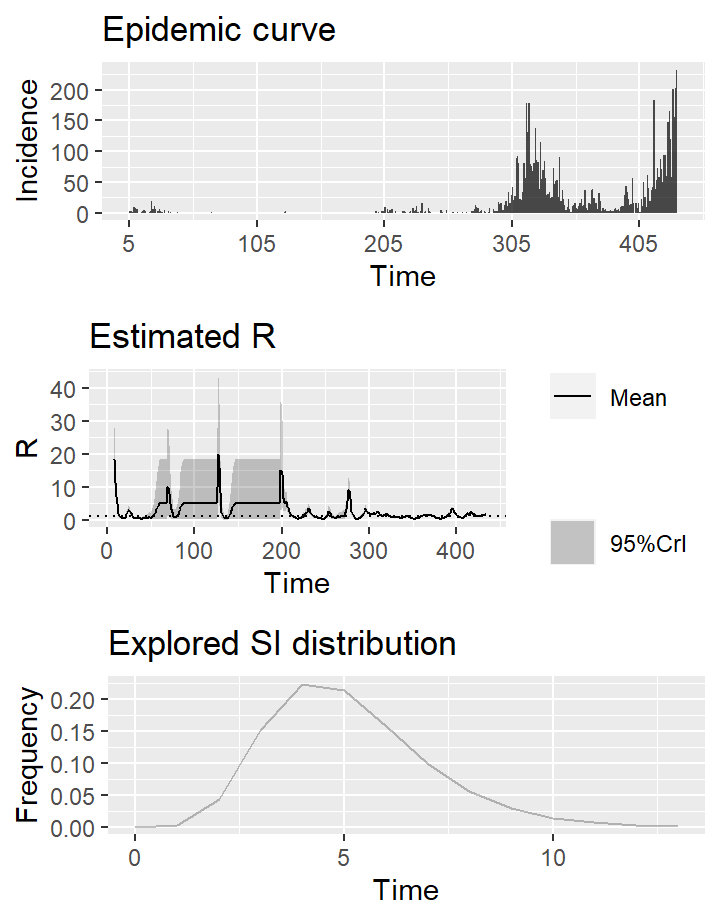 Epidemic curve
200
150
100
50
0
Incidence
5 105 205 305 405
Time
Estimated R
40
30
20
10
0
R
0 100 200 300 400
Time
Mean
95%CrI
Explored SI distribution
0.20
0.15
0.10
0.05
0.00
Frequency
0 5 10
Time